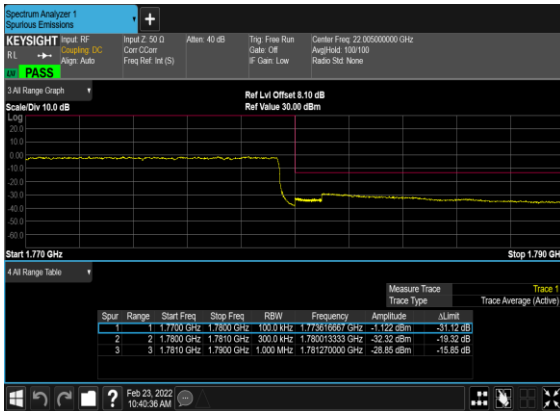 Spectrum Analyzer 1
Spurious Emissions
KEYSIGHT Input: RF Input Z: 50 Ω Atten: 40 dB Trig: Free Run Center Freq: 22.005000000 GHz
RL Coupling: DC Corr CCorr Gate: Off Avg|Hold: 100/100
Align: Auto Freq Ref: Int (S) IF Gain: Low Radio Std: None
PASS
3 All Range Graph
Ref Lvl Offset 8.10 dB
Scale/Div 10.0 dB Ref Value 30.00 dBm
Log
20.0
10.0
0.00
-10.0
-20.0
-30.0
-40.0
-50.0
-60.0
Start 1.770 GHz Stop 1.790 GH
4 All Range Table
Measure Trace Trace 1
Trace Type Trace Average (Active)
Spur Range Start Freq Stop Freq RBW Frequency Amplitude ΔLimit
1 1 1.7700 GHz 1.7800 GHz 100.0 kHz 1.773616667 GHz -1.122 dBm -31.12 dB
2 2 1.7800 GHz 1.7810 GHz 300.0 kHz 1.780013333 GHz -32.32 dBm -19.32 dB
3 3 1.7810 GHz 1.7900 GHz 1.000 MHz 1.781270000 GHz -28.85 dBm -15.85 dB
?
Feb 23, 2022
10:40:36 AM